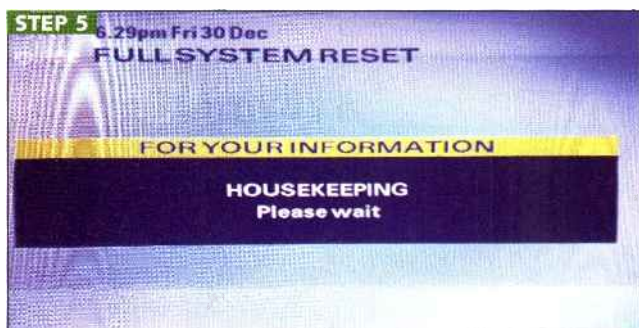 STEP 5
6.29pm Fri 30 Dec
FULL SYSTEM RESET
FOR YOUR INFORMATION
HOUSEKEEPING
Please wait